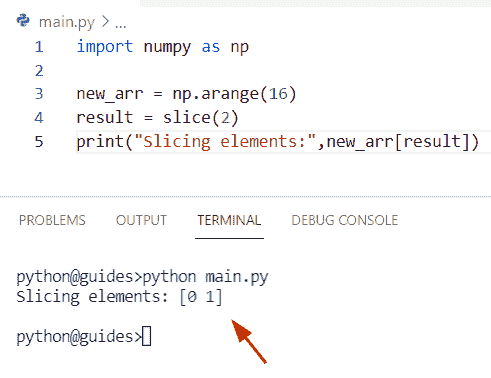 main.py > ...
1 import numpy as np
2
3 new_arr = np.arange(16)
4 result = slice(2)
5 print("Slicing elements:",new_arr[result])
PROBLEMS OUTPUT TERMINAL DEBUG CONSOLE
python@guides>python main.py
Slicing elements: [0 1]
python@guides>